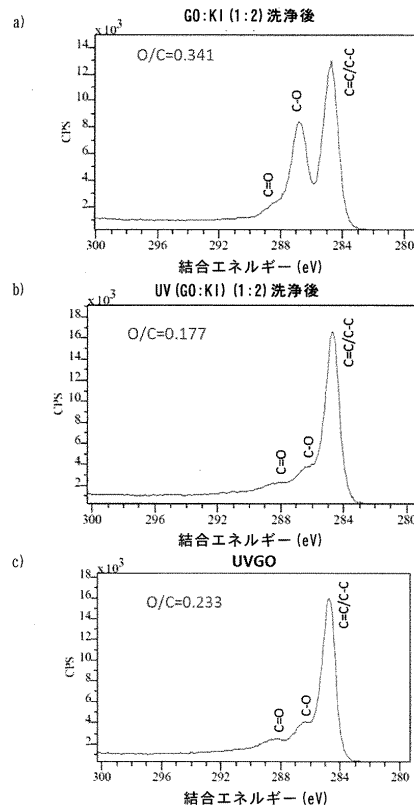 a)
GO:KI(1:2)洗浄後
x10³
O/C=0.341
14
12
10
8
6
4
2
CPS
C=O
C-O
C=C/C-C
300
296
292
288
284
280
結合エネルギー(eV)
b)
UV(GO:KI)(1:2)洗浄後
x10³
O/C=0.177
18
16
14
12
10
8
6
4
2
CPS
C=O
C-O
C=C/C-C
300
296
292
288
284
280
結合エネルギー(eV)
c)
UVGO
x10³
O/C=0.233
16
14
12
10
8
6
4
2
CPS
C=O
C-O
C=C/C-C
300
296
292
288
284
280
結合エネルギー(eV)